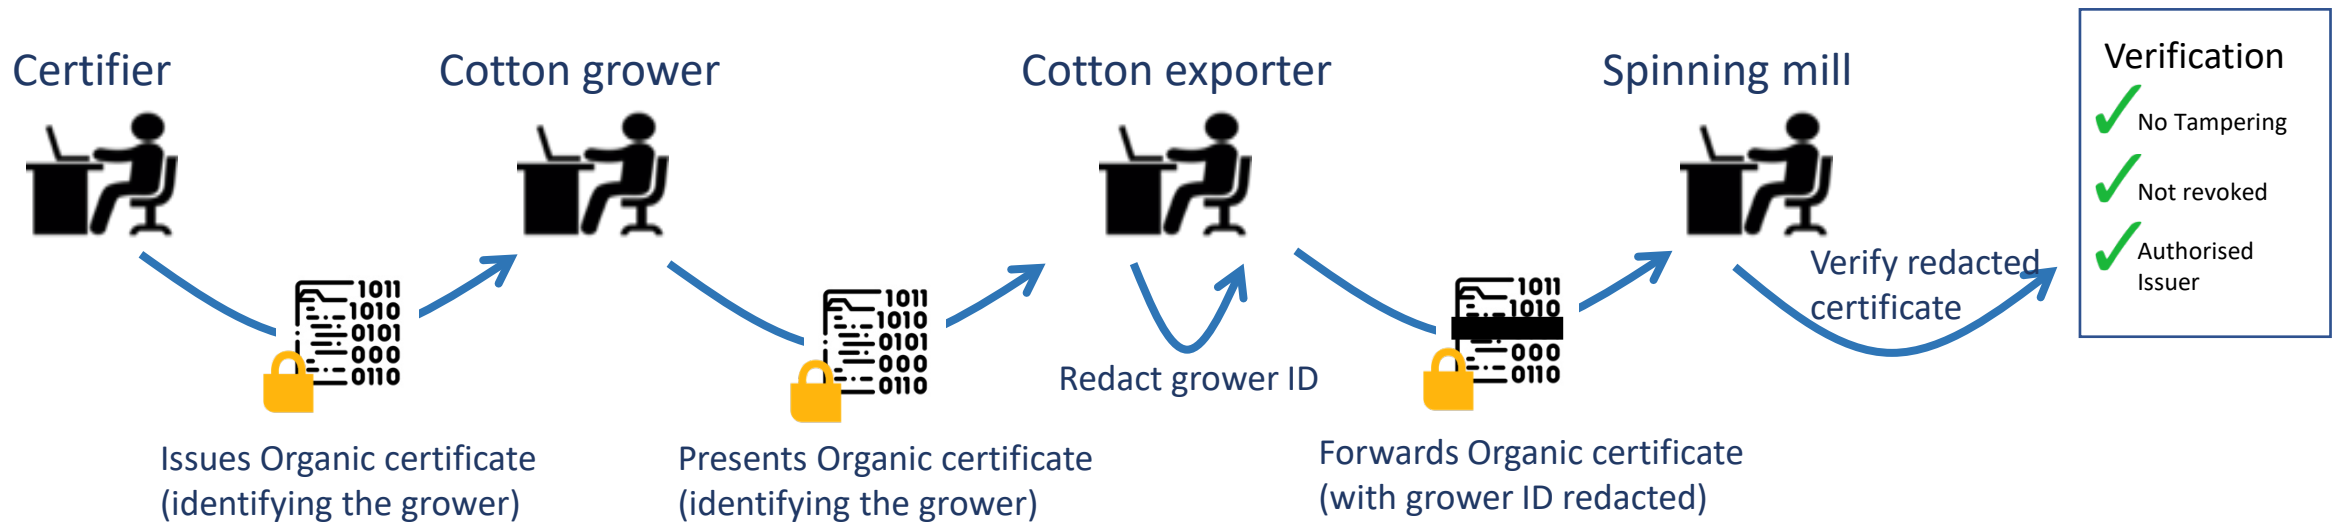 Certifier
Cotton grower
Cotton exporter
Spinning mill
Verification
No Tampering
Not revoked
Authorised
Issuer
Verify redacted
certificate
1011
1010
0101
000
0110
1011
1010
0101
000
0110
Redact grower ID
1011
1010
000
0110
Issues Organic certificate
(identifying the grower)
Presents Organic certificate
(identifying the grower)
Forwards Organic certificate
(with grower ID redacted)